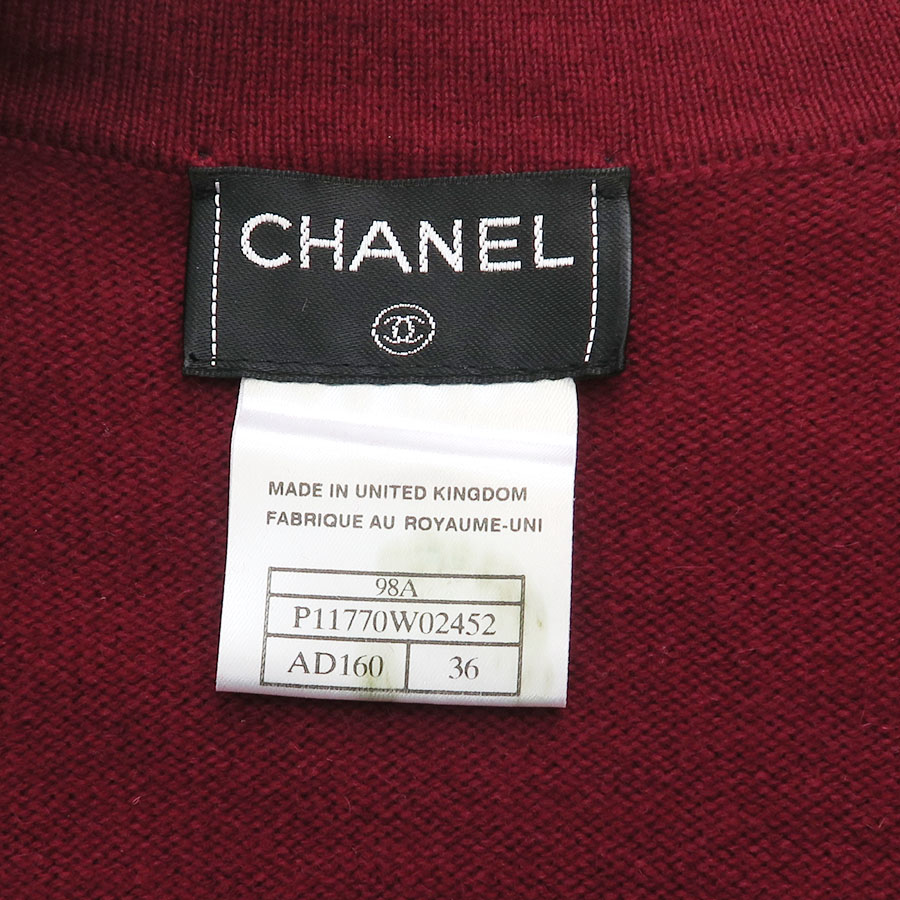 CHANEL
MADE IN UNITED KINGDOM
FABRIQUE AU ROYAUME-UNI
98A
P11770W02452
AD160 36